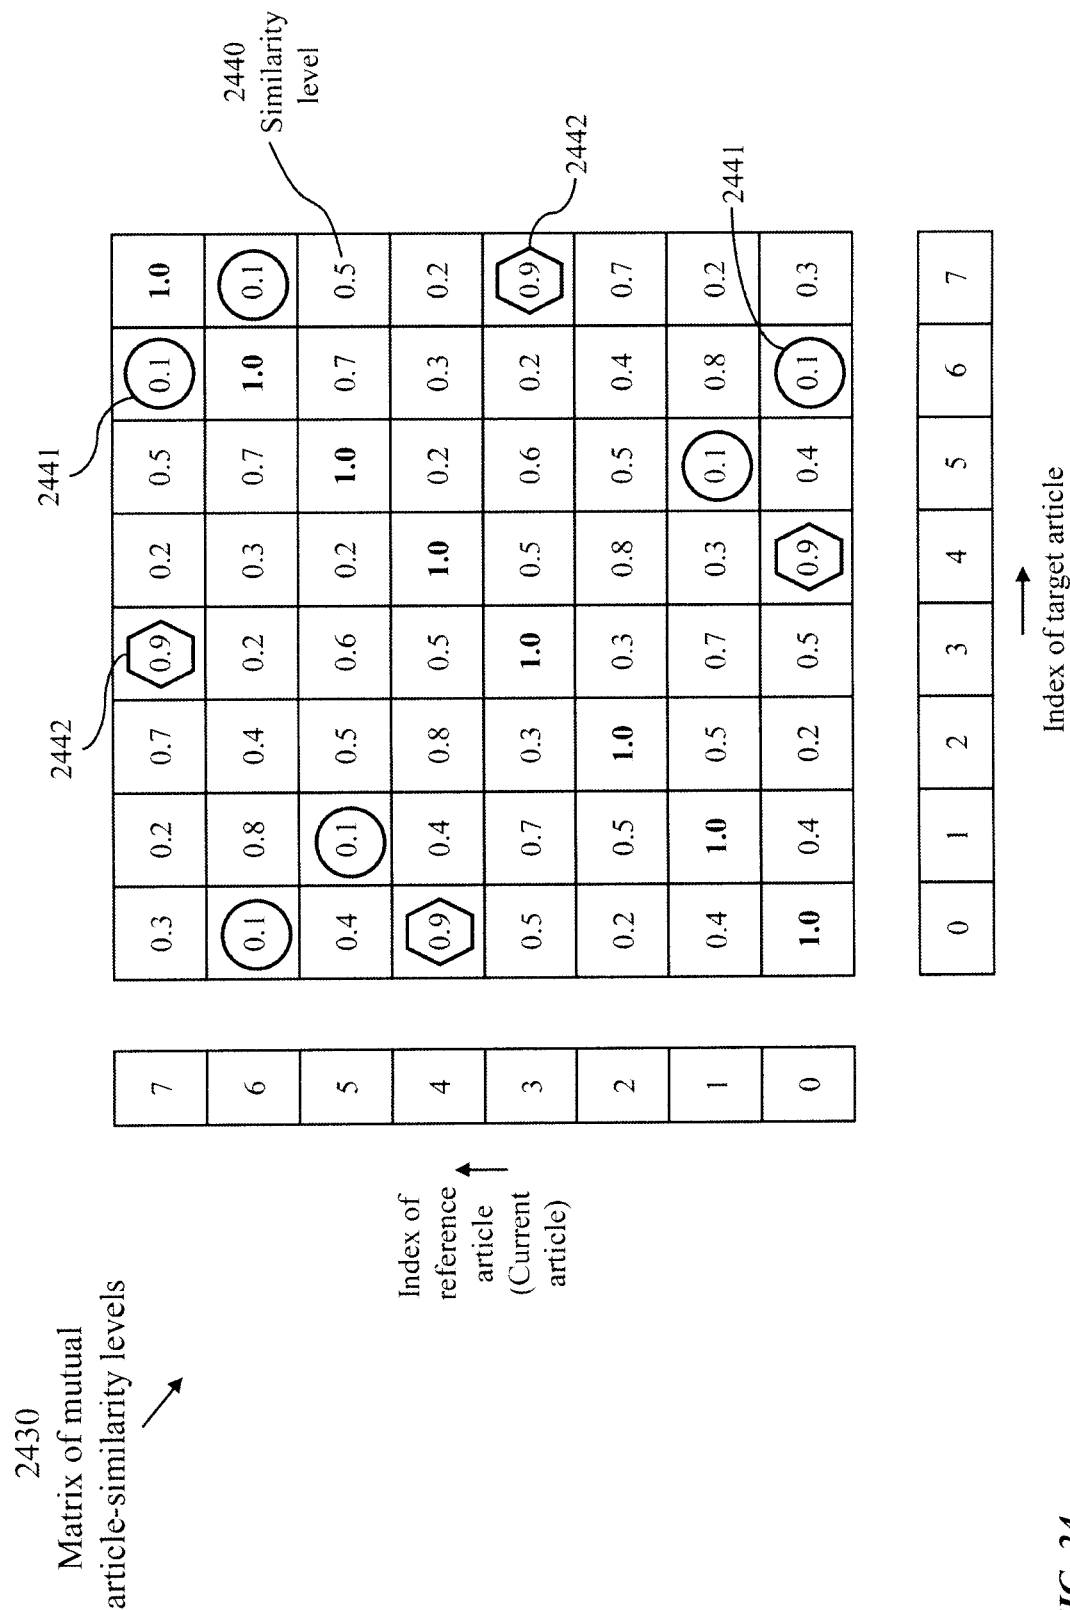 2430
Matrix of mutual
article-similarity levels
2442
2441
2440
Similarity
level
7 0.3 0.2 0.7 0.9 0.2 0.5 0.1 1.0
6 0.1 0.8 0.4 0.2 0.3 0.7 1.0 0.1
5 0.4 0.1 0.5 0.6 0.2 1.0 0.7 0.5
4 0.9 0.4 0.8 0.5 1.0 0.2 0.3 0.2
3 0.5 0.7 0.3 1.0 0.5 0.6 0.2 0.9
2 0.2 0.5 1.0 0.3 0.8 0.5 0.4 0.7
1 0.4 1.0 0.5 0.7 0.3 0.1 0.8 0.2
0 1.0 0.4 0.2 0.5 0.9 0.4 0.1 0.3
Index of
reference
article
(Current
article)
2442
2441
0 1 2 3 4 5 6 7
Index of target article
IG. 24